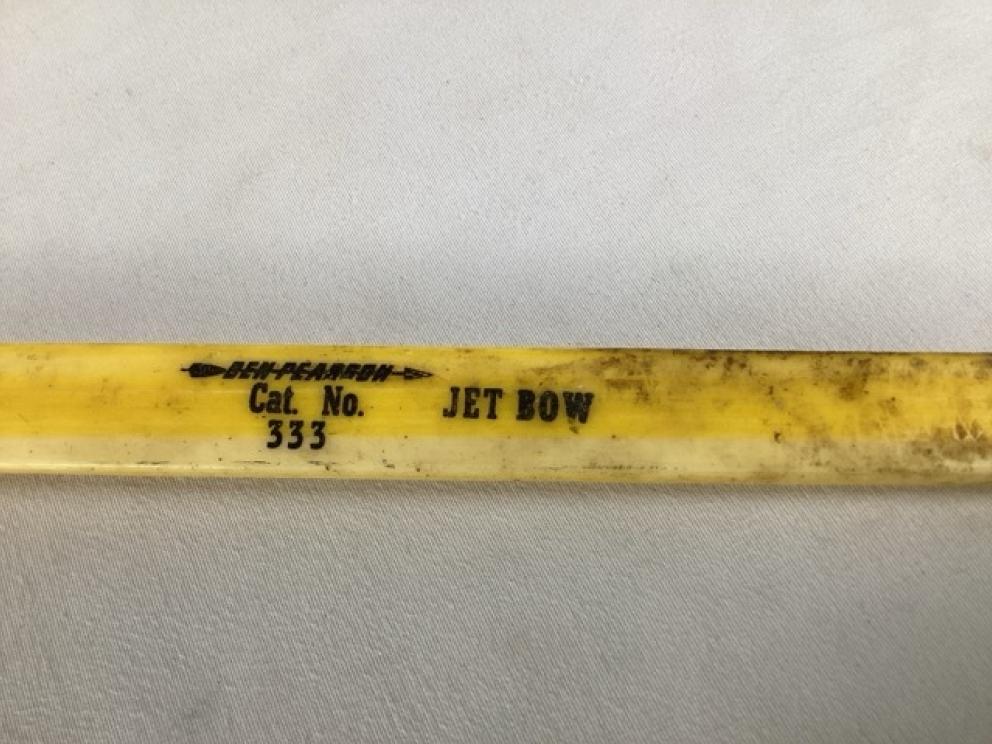 BEN PEARSON
Cat. No. JET BOW
333